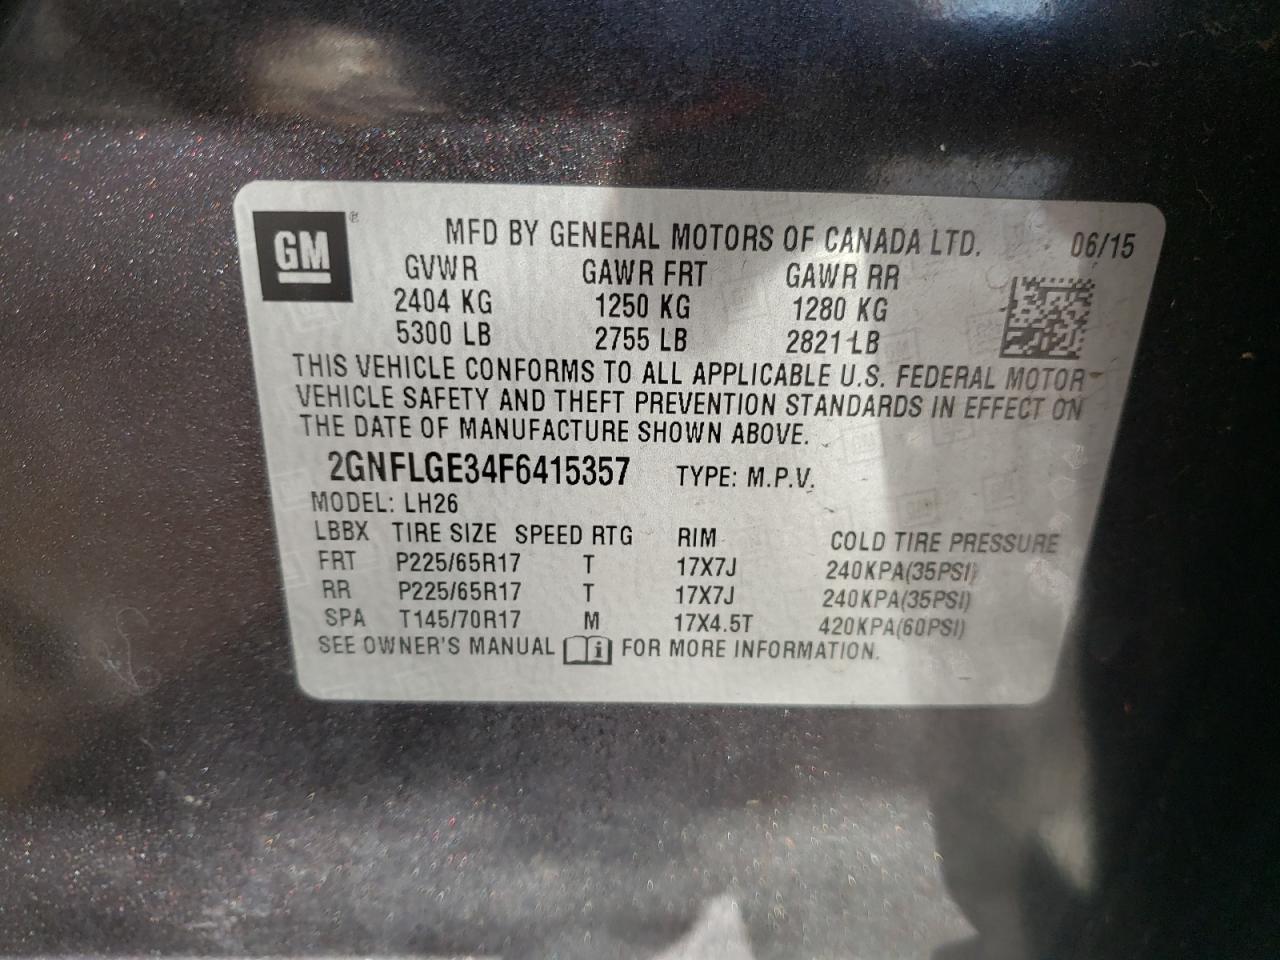 GM ® MFD BY GENERAL MOTORS OF CANADA LTD. 06/15
GVWR GAWR FRT GAWR RR
2404 KG 1250 KG 1280 KG
5300 LB 2755 LB 2821 LB
THIS VEHICLE CONFORMS TO ALL APPLICABLE U.S. FEDERAL MOTOR
VEHICLE SAFETY AND THEFT PREVENTION STANDARDS IN EFFECT ON
THE DATE OF MANUFACTURE SHOWN ABOVE.
2GNFLGE34F6415357 TYPE: M.P.V.
MODEL: LH26
LBBX TIRE SIZE SPEED RTG RIM COLD TIRE PRESSURE
FRT P225/65R17 T 17X7J 240KPA(35PSI)
RR P225/65R17 T 17X7J 240KPA(35PSI)
SPA T145/70R17 M 17X4.5T 420KPA(60PSI)
SEE OWNER'S MANUAL i FOR MORE INFORMATION.